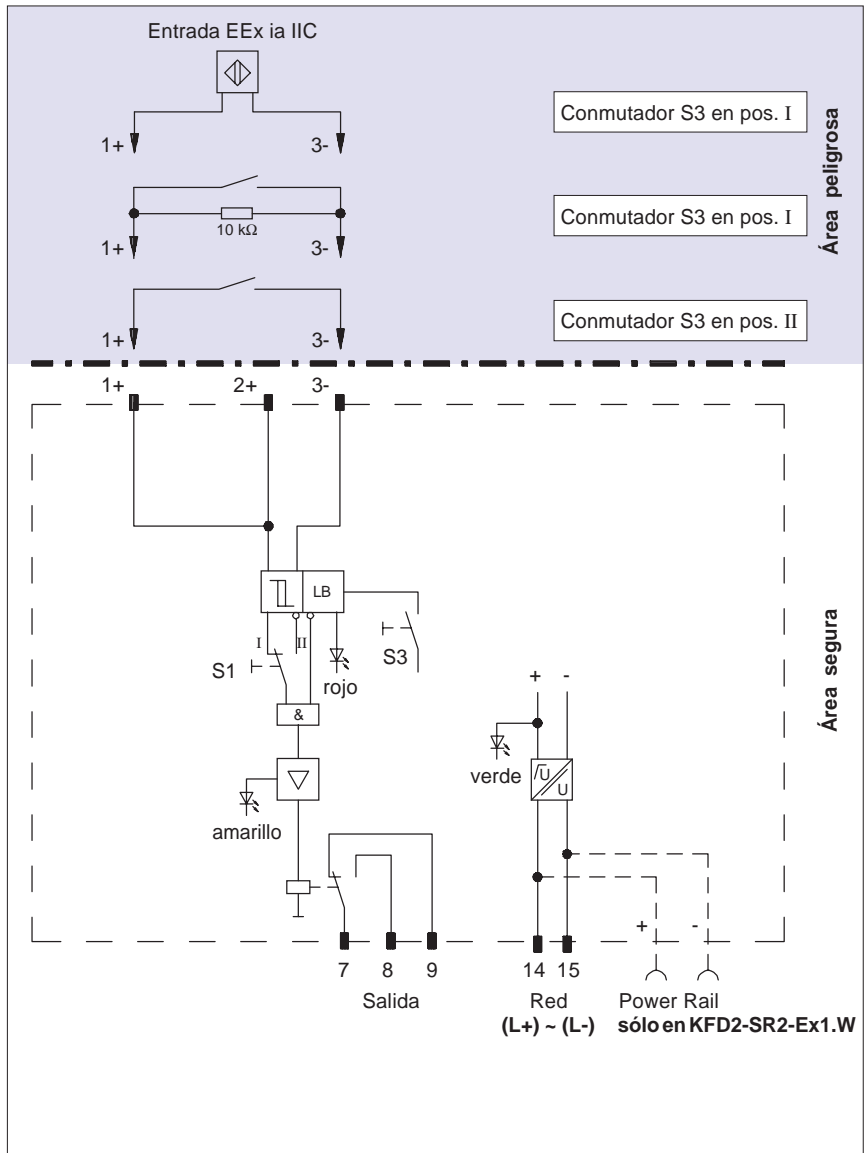 Entrada EEx ia IIC
Conmutador S3 en pos. I
1+ 3-
10 kΩ
Conmutador S3 en pos. I
1+ 3-
Conmutador S3 en pos. II
1+ 3-
Área peligrosa
1+ 2+ 3-
LB
I II
S1
S3
rojo
&
+ -
verde
U
U
amarillo
Área segura
+ -
7 8 9 14 15
Salida Red Power Rail
(L+) ~ (L-) sólo en KFD2-SR2-Ex1.W